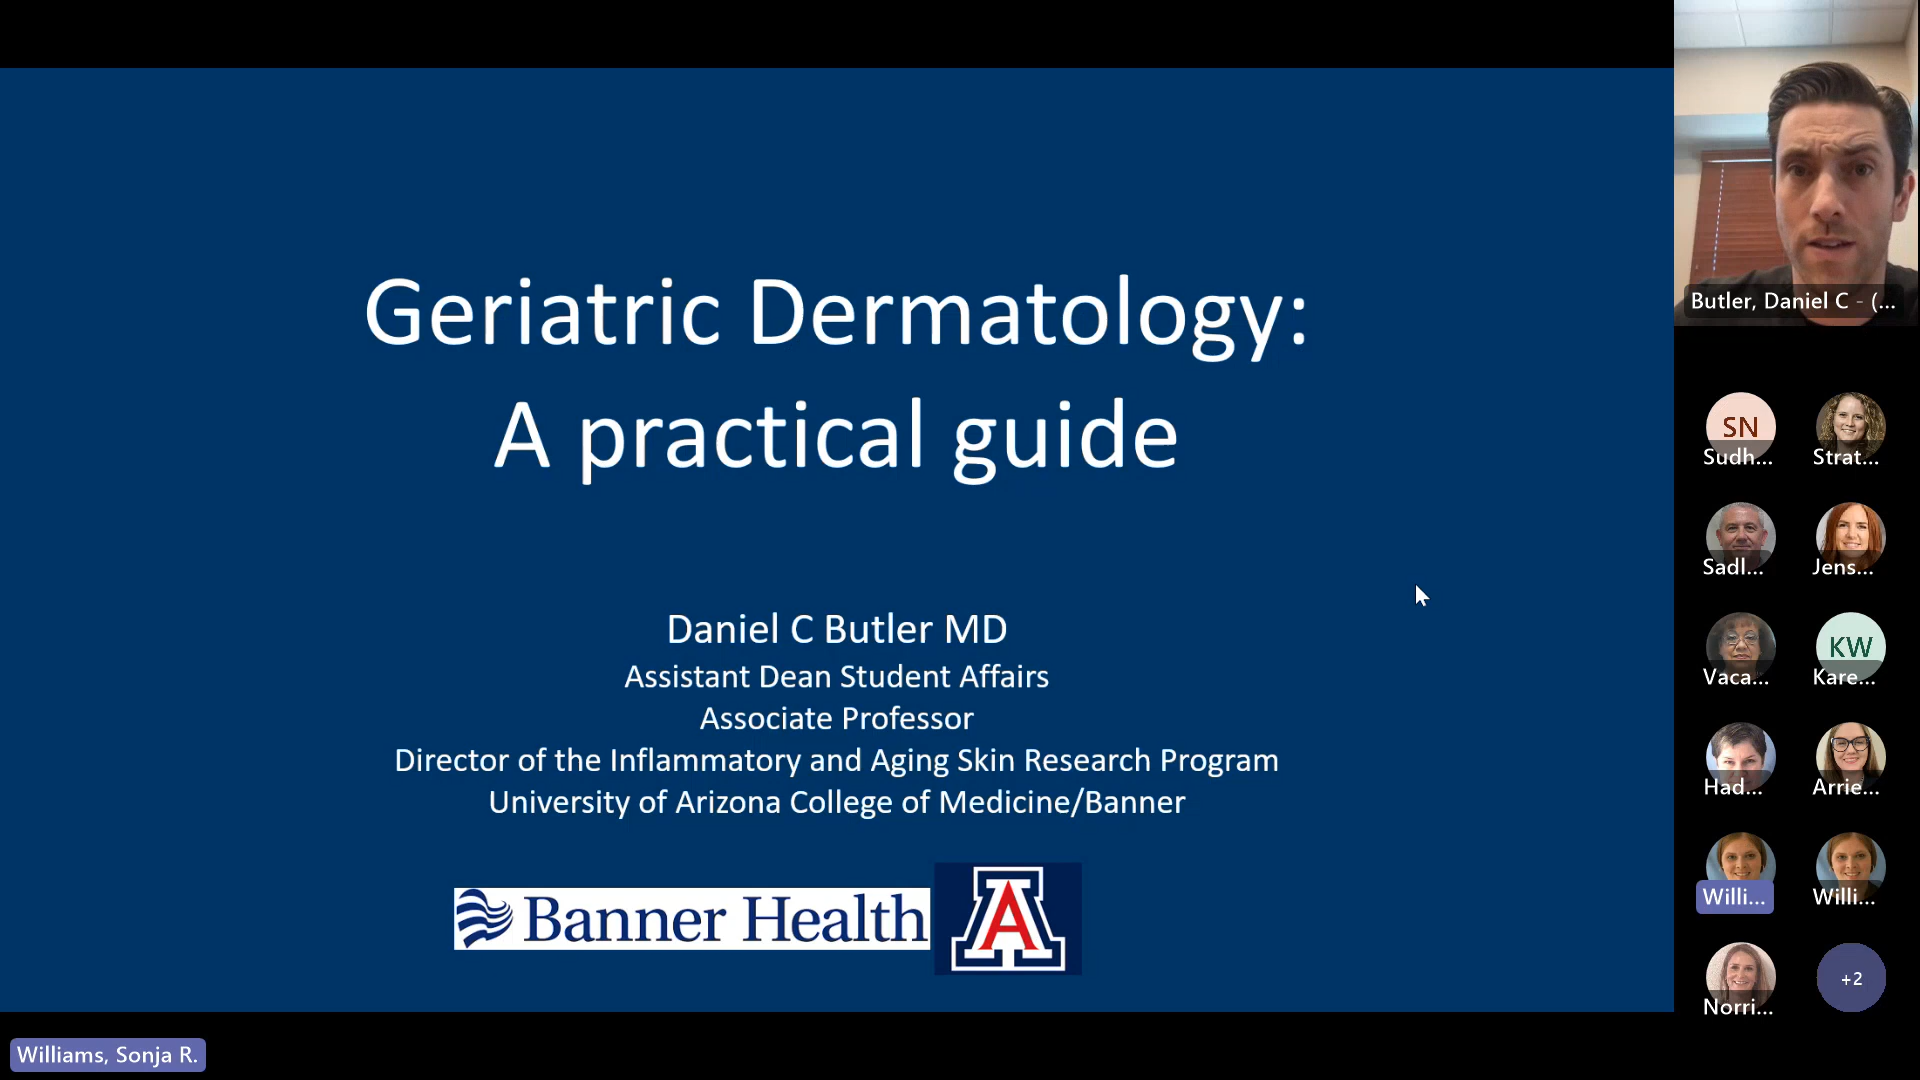 Geriatric Dermatology:
A practical guide
Daniel C Butler MD
Assistant Dean Student Affairs
Associate Professor
Director of the Inflammatory and Aging Skin Research Program
University of Arizona College of Medicine/Banner
Banner Health
A
Butler, Daniel C - (...
SN
Sudh...
Strat...
Sadl...
Jens...
Vaca...
KW
Kare...
Had...
Arrie...
Willi...
Willi...
Norri...
+2
Williams, Sonja R.